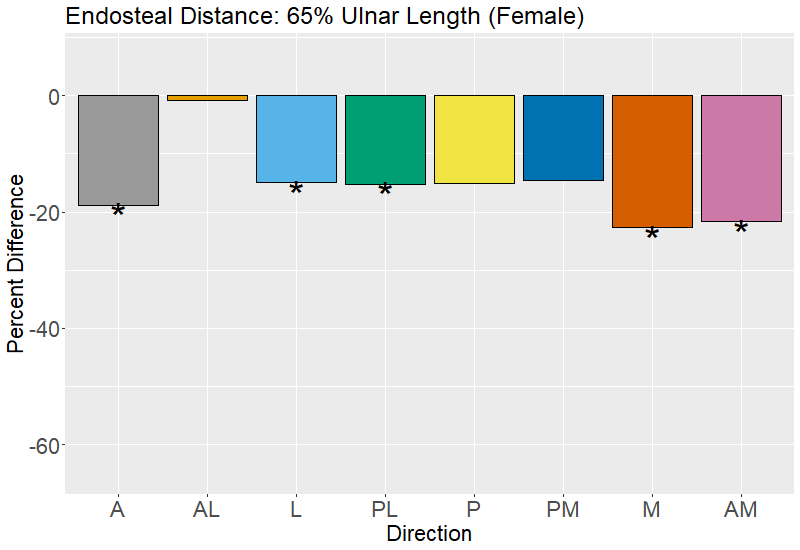 Endosteal Distance: 65% Ulnar Length (Female)
Percent Difference
0
-20
-40
-60
* * * * *
A AL L PL P PM M AM
Direction